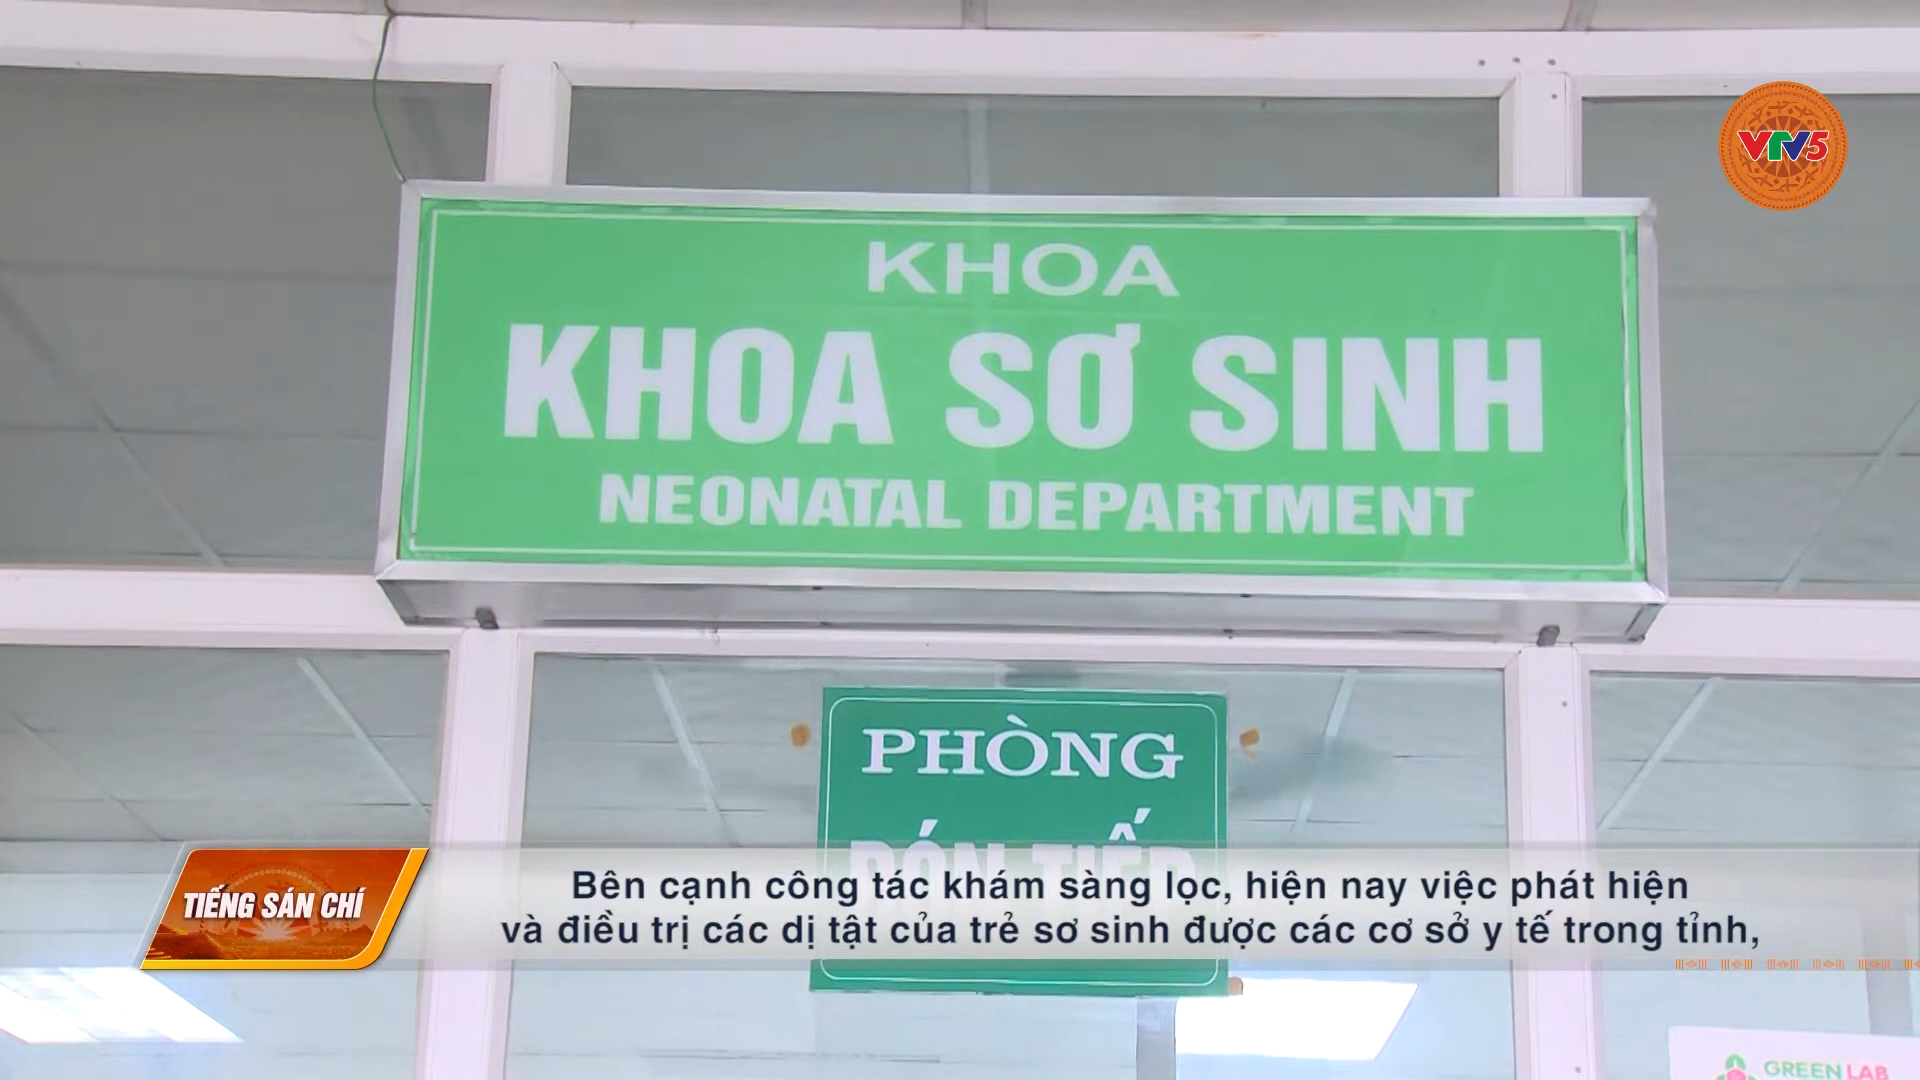 VTV5
KHOA
KHOA SƠ SINH
NEONATAL DEPARTMENT
PHÒNG
ĐÓN TIẾP
TIẾNG SÁN CHÍ
Bên cạnh công tác khám sàng lọc, hiện nay việc phát hiện
và điều trị các dị tật của trẻ sơ sinh được các cơ sở y tế trong tỉnh,
GREEN LAB